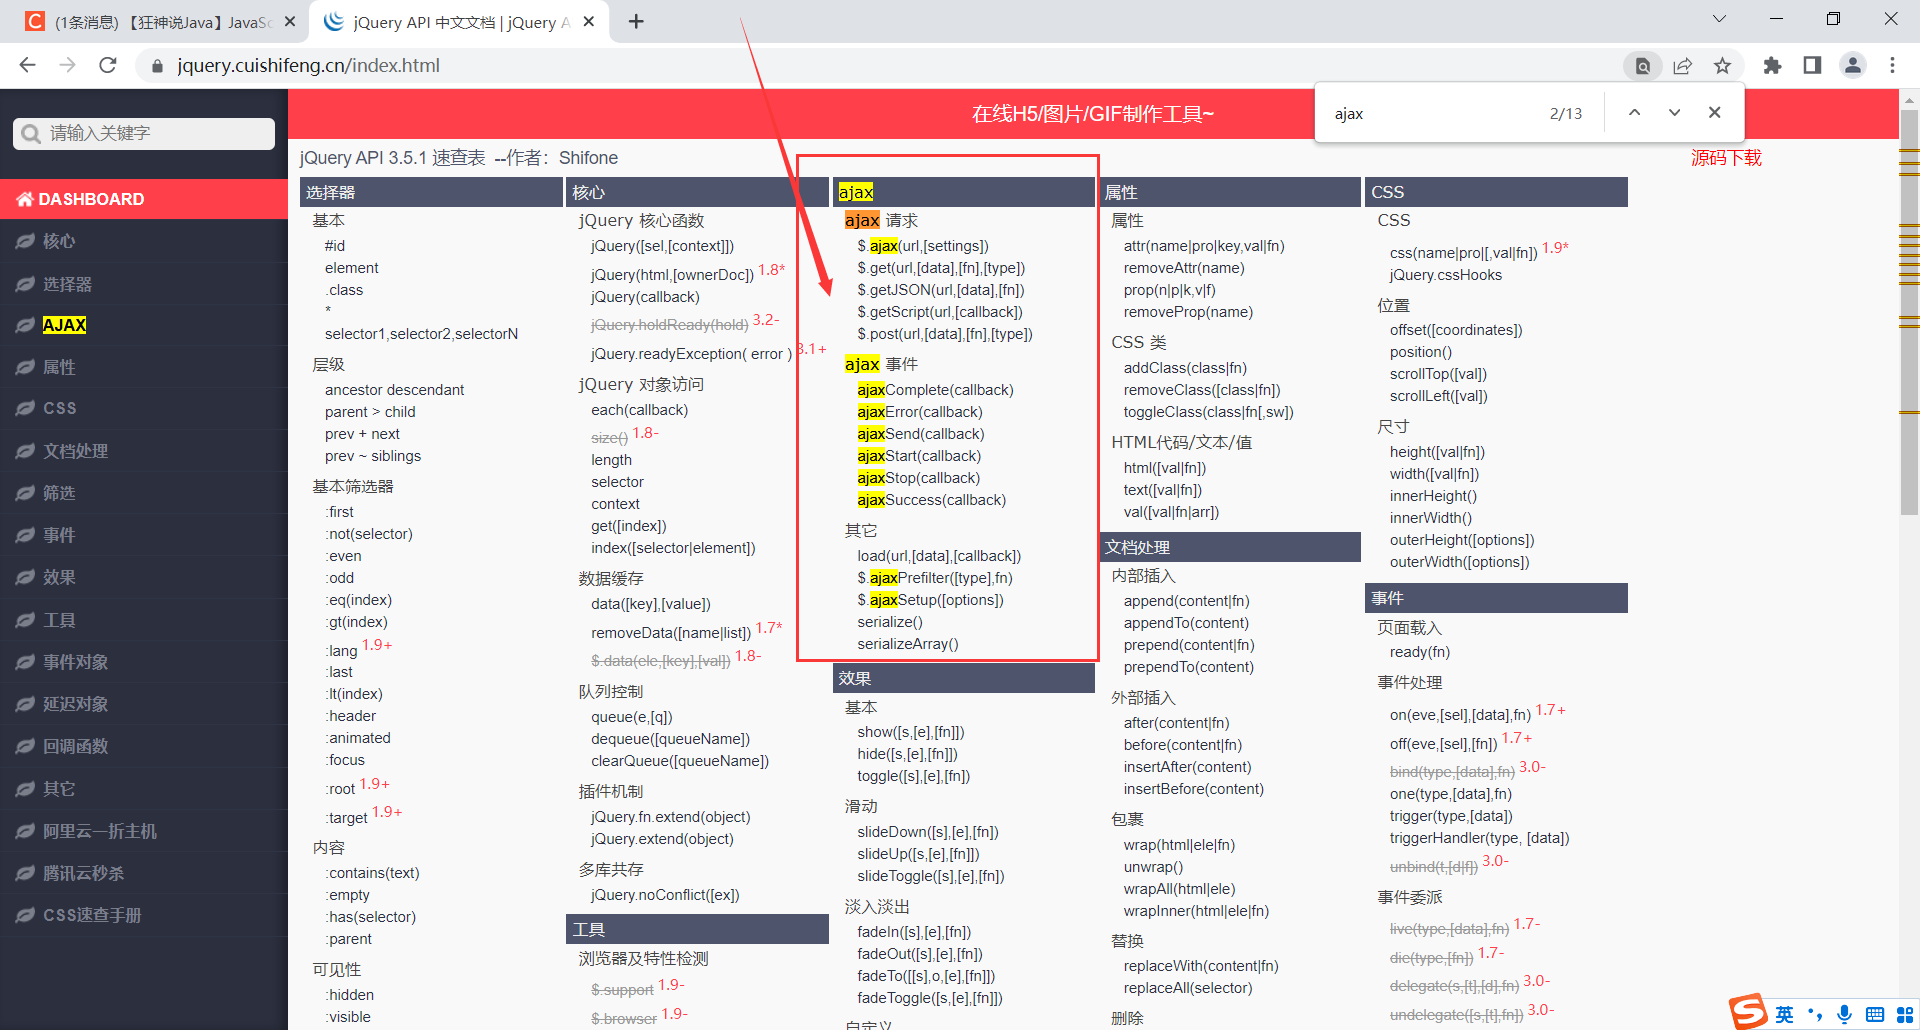 (1条消息) 【狂神说Java】JavaSc
jQuery API 中文文档 | jQuery A
jquery.cuishifeng.cn/index.html
ajax
2/13
请输入关键字
DASHBOARD
核心
选择器
AJAX
属性
CSS
文档处理
筛选
事件
效果
工具
事件对象
延迟对象
回调函数
其它
阿里云一折主机
腾讯云秒杀
CSS速查手册
在线H5/图片/GIF制作工具~
jQuery API 3.5.1 速查表 --作者：Shifone
源码下载
选择器
基本
#id
element
.class
*
selector1,selector2,selectorN
层级
ancestor descendant
parent > child
prev + next
prev ~ siblings
基本筛选器
:first
:not(selector)
:even
:odd
:eq(index)
:gt(index)
:lang 1.9+
:last
:lt(index)
:header
:animated
:focus
:root 1.9+
:target 1.9+
内容
:contains(text)
:empty
:has(selector)
:parent
可见性
:hidden
:visible
核心
jQuery 核心函数
jQuery([sel,[context]])
jQuery(html,[ownerDoc]) 1.8*
jQuery(callback)
jQuery.holdReady(hold) 3.2-
jQuery.readyException( error ) 3.1+
jQuery 对象访问
each(callback)
size() 1.8-
length
selector
context
get([index])
index([selector|element])
数据缓存
data([key],[value])
removeData([name|list]) 1.7*
$.data(ele,[key],[val]) 1.8-
队列控制
queue(e,[q])
dequeue([queueName])
clearQueue([queueName])
插件机制
jQuery.fn.extend(object)
jQuery.extend(object)
多库共存
jQuery.noConflict([ex])
工具
浏览器及特性检测
$.support 1.9-
$.browser 1.9-
ajax
ajax 请求
$.ajax(url,[settings])
$.get(url,[data],[fn],[type])
$.getJSON(url,[data],[fn])
$.getScript(url,[callback])
$.post(url,[data],[fn],[type])
ajax 事件
ajaxComplete(callback)
ajaxError(callback)
ajaxSend(callback)
ajaxStart(callback)
ajaxStop(callback)
ajaxSuccess(callback)
其它
load(url,[data],[callback])
$.ajaxPrefilter([type],fn)
$.ajaxSetup([options])
serialize()
serializeArray()
效果
基本
show([s,[e],[fn]])
hide([s,[e],[fn]])
toggle([s],[e],[fn])
滑动
slideDown([s],[e],[fn])
slideUp([s,[e],[fn]])
slideToggle([s],[e],[fn])
淡入淡出
fadeIn([s],[e],[fn])
fadeOut([s],[e],[fn])
fadeTo([[s],o,[e],[fn]])
fadeToggle([s,[e],[fn]])
自定义
属性
属性
attr(name|pro|key,val|fn)
removeAttr(name)
prop(n|p|k,v|f)
removeProp(name)
CSS 类
addClass(class|fn)
removeClass([class|fn])
toggleClass(class|fn[,sw])
HTML代码/文本/值
html([val|fn])
text([val|fn])
val([val|fn|arr])
文档处理
内部插入
append(content|fn)
appendTo(content)
prepend(content|fn)
prependTo(content)
外部插入
after(content|fn)
before(content|fn)
insertAfter(content)
insertBefore(content)
包裹
wrap(html|ele|fn)
unwrap()
wrapAll(html|ele)
wrapInner(html|ele|fn)
替换
replaceWith(content|fn)
replaceAll(selector)
删除
CSS
CSS
css(name|pro|[,val|fn]) 1.9*
jQuery.cssHooks
位置
offset([coordinates])
position()
scrollTop([val])
scrollLeft([val])
尺寸
height([val|fn])
width([val|fn])
innerHeight()
innerWidth()
outerHeight([options])
outerWidth([options])
事件
页面载入
ready(fn)
事件处理
on(eve,[sel],[data],fn) 1.7+
off(eve,[sel],[fn]) 1.7+
bind(type,[data],fn) 3.0-
one(type,[data],fn)
trigger(type,[data])
triggerHandler(type, [data])
unbind(t,[d|f]) 3.0-
事件委派
live(type,[data],fn) 1.7-
die(type,[fn]) 1.7-
delegate(s,[t],[d],fn) 3.0-
undelegate([s,[t],fn]) 3.0-
英